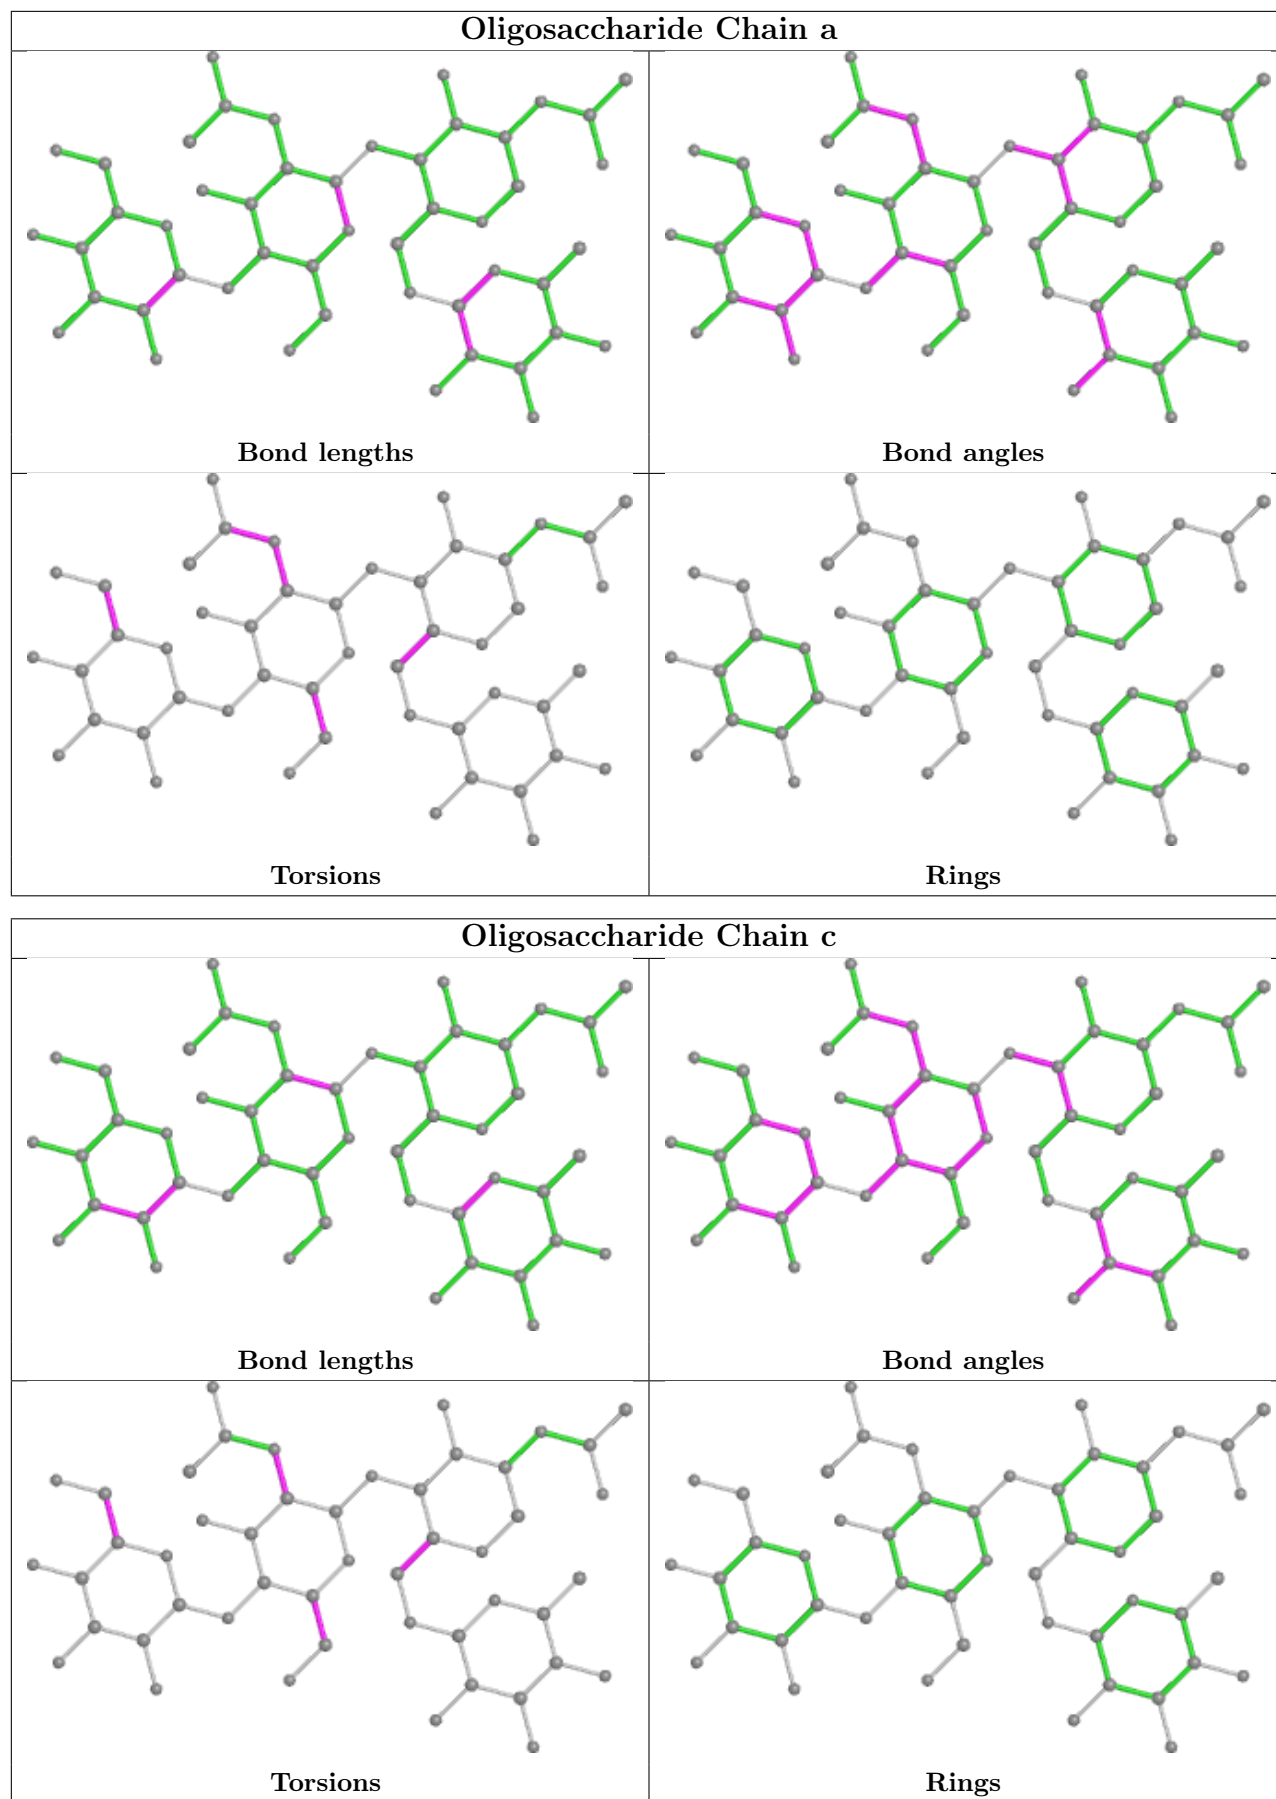 Oligosaccharide Chain a
Bond lengths
Bond angles
Torsions
Rings
Oligosaccharide Chain c
Bond lengths
Bond angles
Torsions
Rings